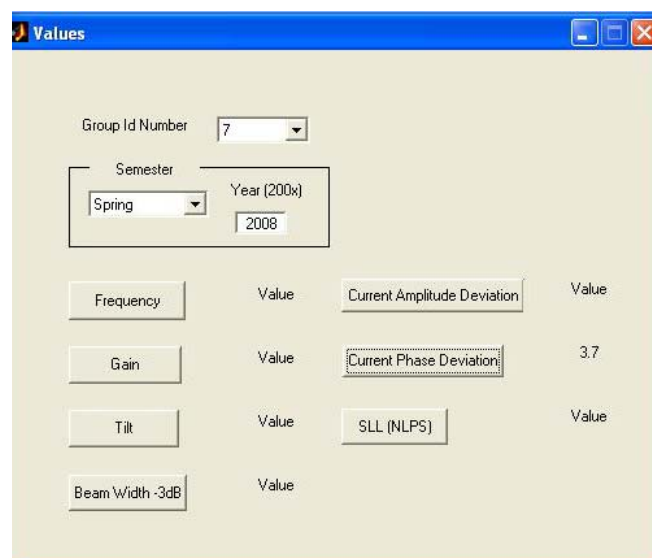 Values
Group Id Number 7
Semester
Year (200x)
Spring
2008
Frequency Value Current Amplitude Deviation Value
Gain Value Current Phase Deviation 3.7
Tilt Value SLL (NLPS) Value
Beam Width -3dB Value